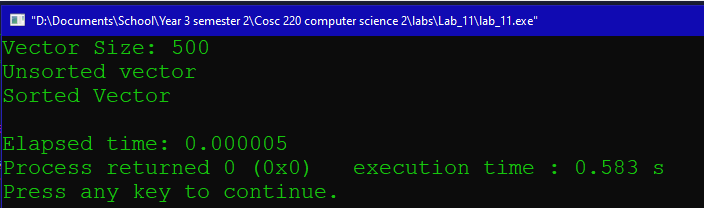 "D:\Documents\School\Year 3 semester 2\Cosc 220 computer science 2\labs\Lab_11\lab_11.exe"
Vector Size: 500
Unsorted vector
Sorted Vector
Elapsed time: 0.000005
Process returned 0 (0x0)   execution time : 0.583 s
Press any key to continue.